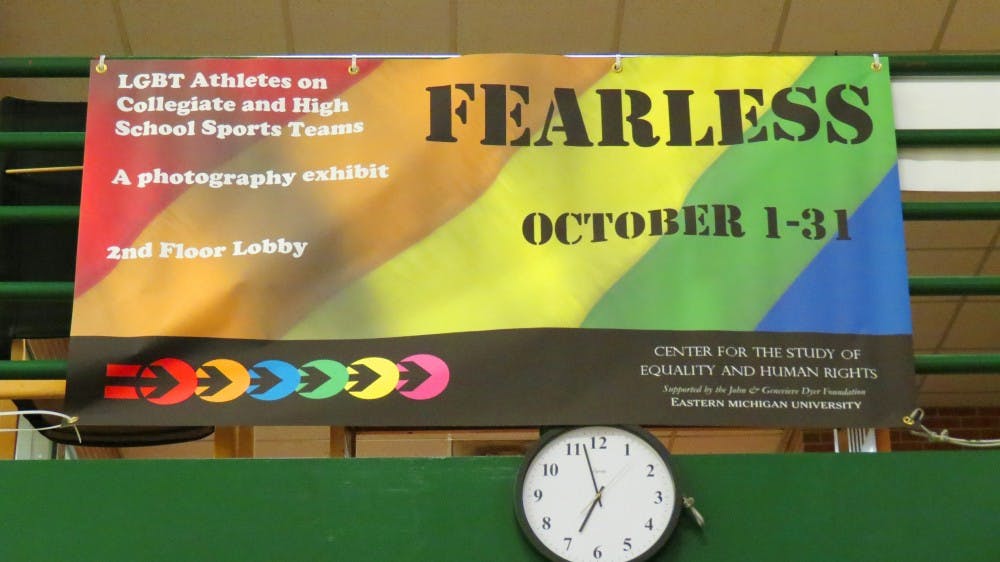 LGBT Athletes on
Collegiate and High
School Sports Teams
A photography exhibit
2nd Floor Lobby
FEARLESS
OCTOBER 1-31
CENTER FOR THE STUDY OF
EQUALITY AND HUMAN RIGHTS
Supported by the John & Genevieve Dyer Foundation
EASTERN MICHIGAN UNIVERSITY
12
1
2
3
4
5
6
7
8
9
10
11